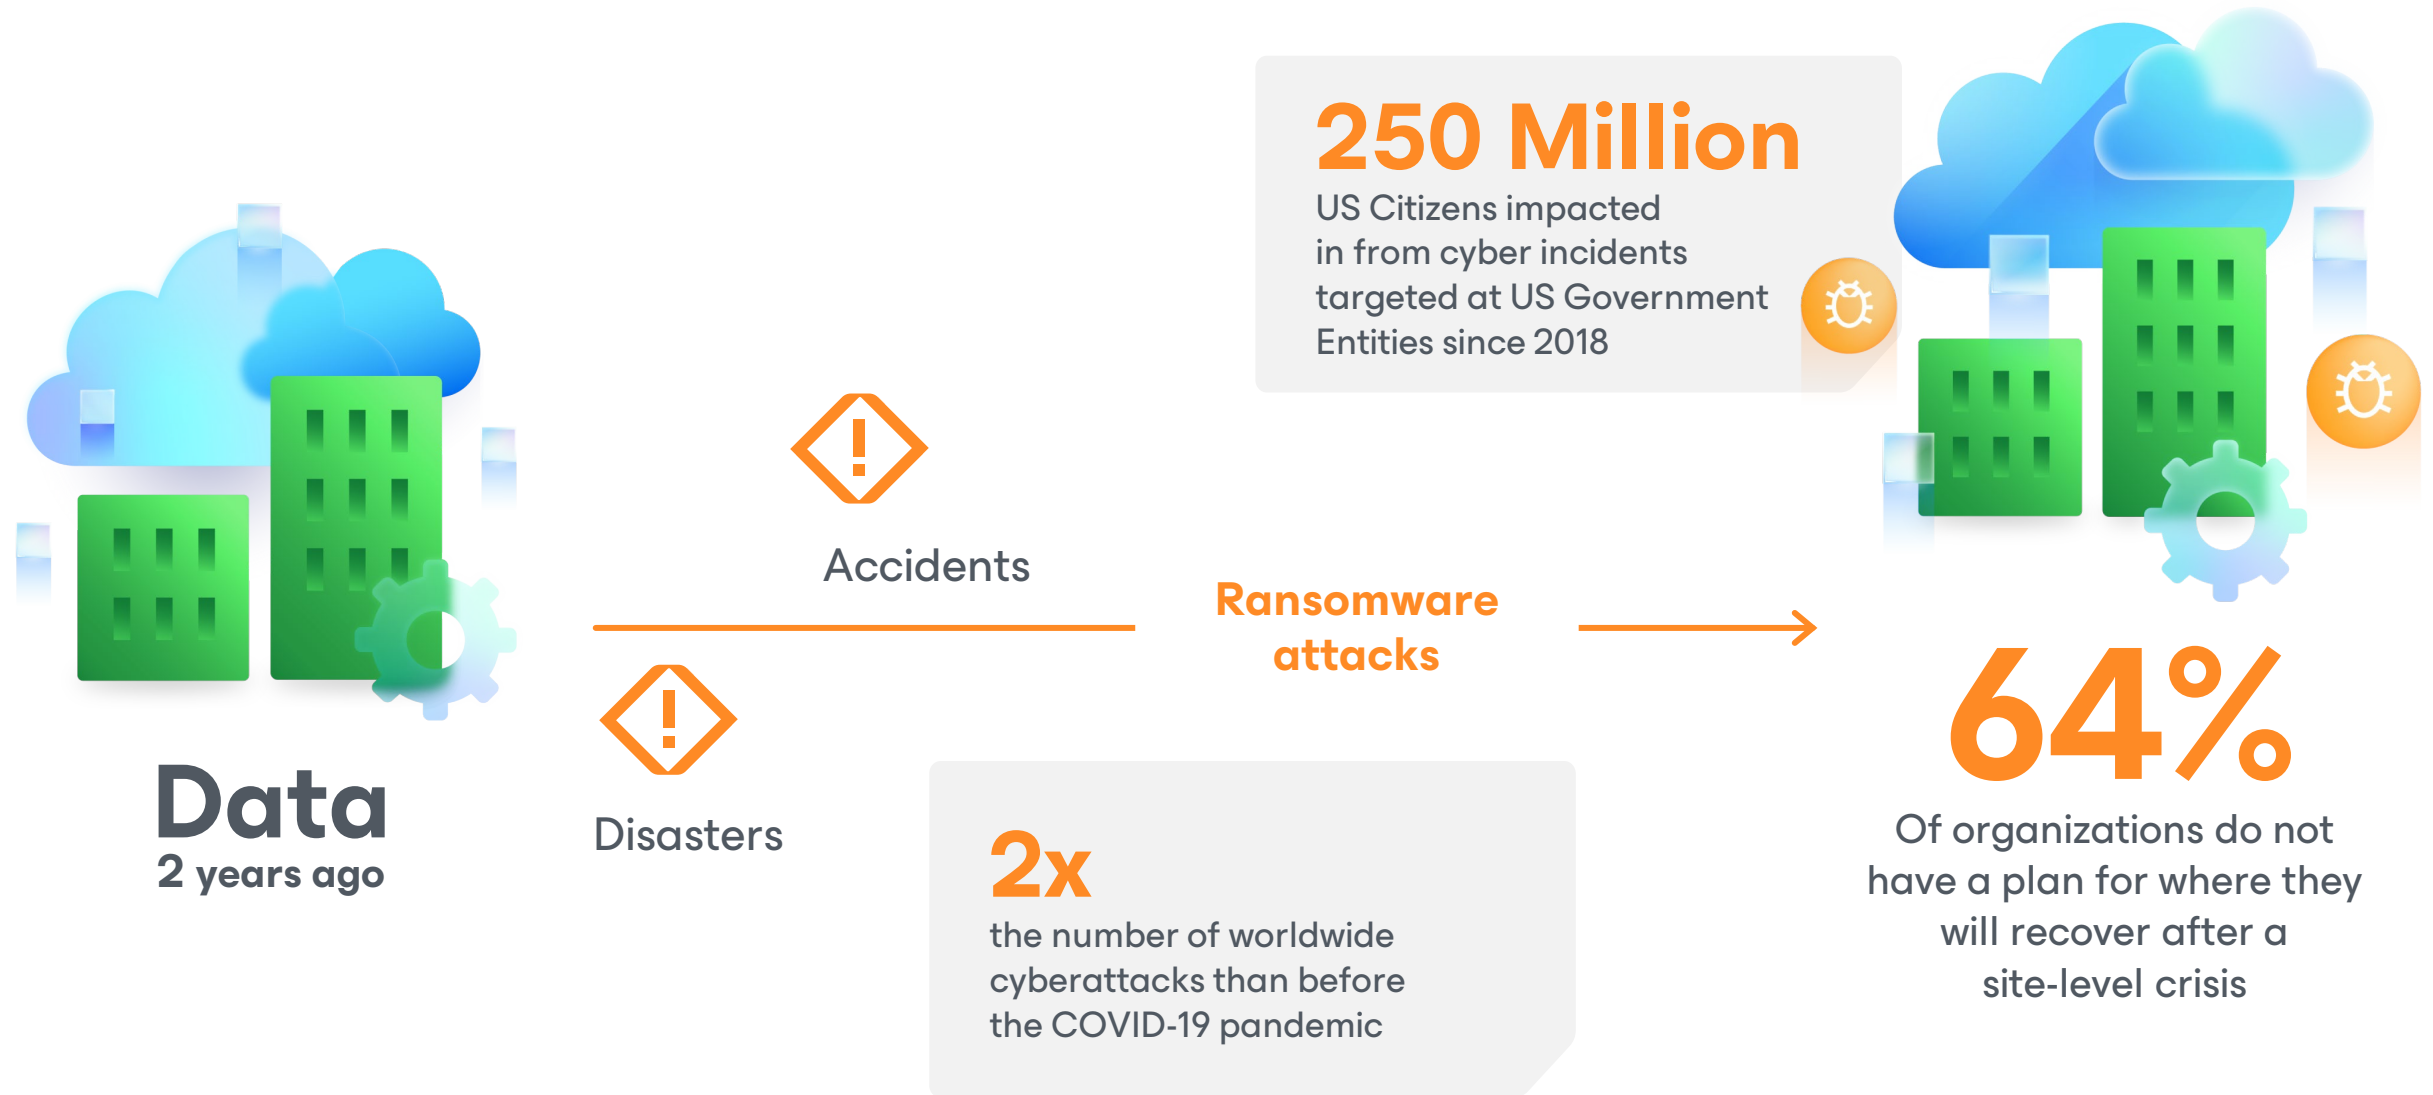 250 Million
US Citizens impacted
in from cyber incidents
targeted at US Government
Entities since 2018
Accidents
Ransomware
attacks
Disasters
Data
2 years ago
2x
the number of worldwide
cyberattacks than before
the COVID-19 pandemic
64%
Of organizations do not
have a plan for where they
will recover after a
site-level crisis